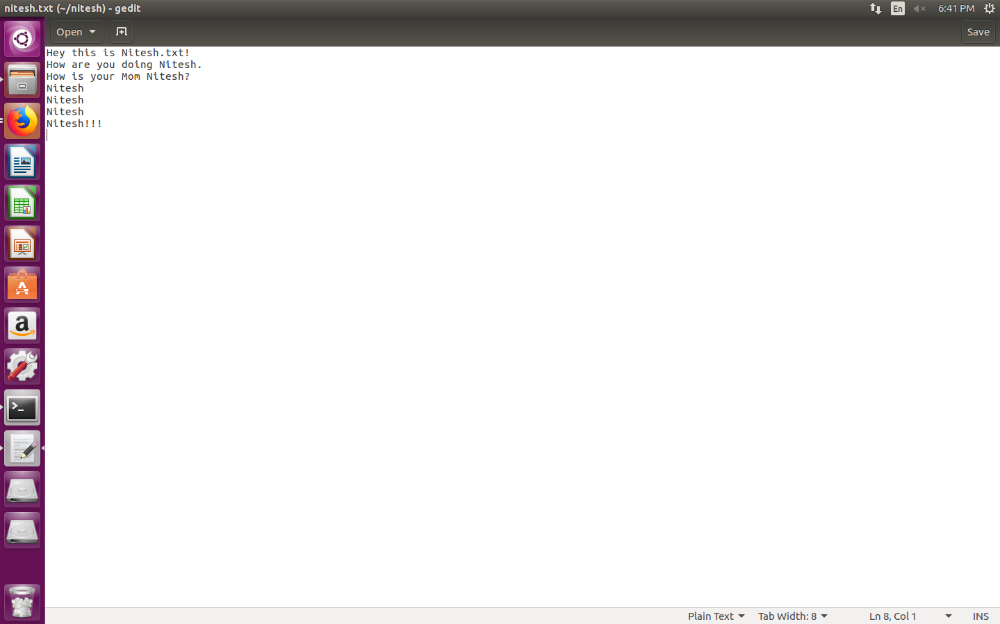 nitesh.txt (~/nitesh) - gedit
En
6:41 PM
Open
Save
Hey this is Nitesh.txt!
How are you doing Nitesh.
How is your Mom Nitesh?
Nitesh
Nitesh
Nitesh
Nitesh!!!
Plain Text
Tab Width: 8
Ln 8, Col 1
INS